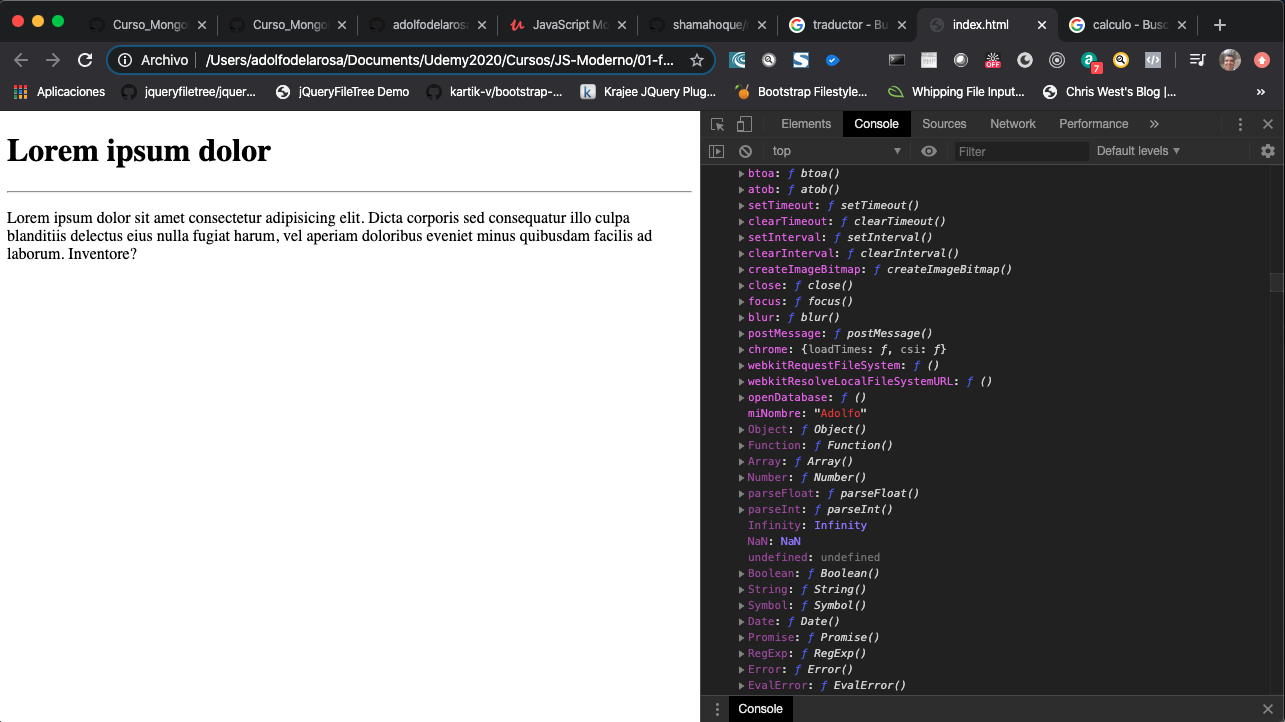 Curso_Mongo Curso_Mongo adolfodelarosa JavaScript Mo shamahoque/ traductor - Bu index.html calculo - Busc
Archivo /Users/adolfodelarosa/Documents/Udemy2020/Cursos/JS-Moderno/01-f... OFF 7
Aplicaciones jqueryfiletree/jquer... jQueryFileTree Demo kartik-v/bootstrap-... Krajee JQuery Plug... Bootstrap Filestyle... Whipping File Input... Chris West's Blog |... »
Lorem ipsum dolor
Lorem ipsum dolor sit amet consectetur adipisicing elit. Dicta corporis sed consequatur illo culpa
blanditiis delectus eius nulla fugiat harum, vel aperiam doloribus eveniet minus quibusdam facilis ad
laborum. Inventore?
Elements Console Sources Network Performance »
top Filter Default levels
btoa: ƒ btoa()
atob: ƒ atob()
setTimeout: ƒ setTimeout()
clearTimeout: ƒ clearTimeout()
setInterval: ƒ setInterval()
clearInterval: ƒ clearInterval()
createImageBitmap: ƒ createImageBitmap()
close: ƒ close()
focus: ƒ focus()
blur: ƒ blur()
postMessage: ƒ postMessage()
chrome: {loadTimes: ƒ, csi: ƒ}
webkitRequestFileSystem: ƒ ()
webkitResolveLocalFileSystemURL: ƒ ()
openDatabase: ƒ ()
miNombre: "Adolfo"
Object: ƒ Object()
Function: ƒ Function()
Array: ƒ Array()
Number: ƒ Number()
parseFloat: ƒ parseFloat()
parseInt: ƒ parseInt()
Infinity: Infinity
NaN: NaN
undefined: undefined
Boolean: ƒ Boolean()
String: ƒ String()
Symbol: ƒ Symbol()
Date: ƒ Date()
Promise: ƒ Promise()
RegExp: ƒ RegExp()
Error: ƒ Error()
EvalError: ƒ EvalError()
Console